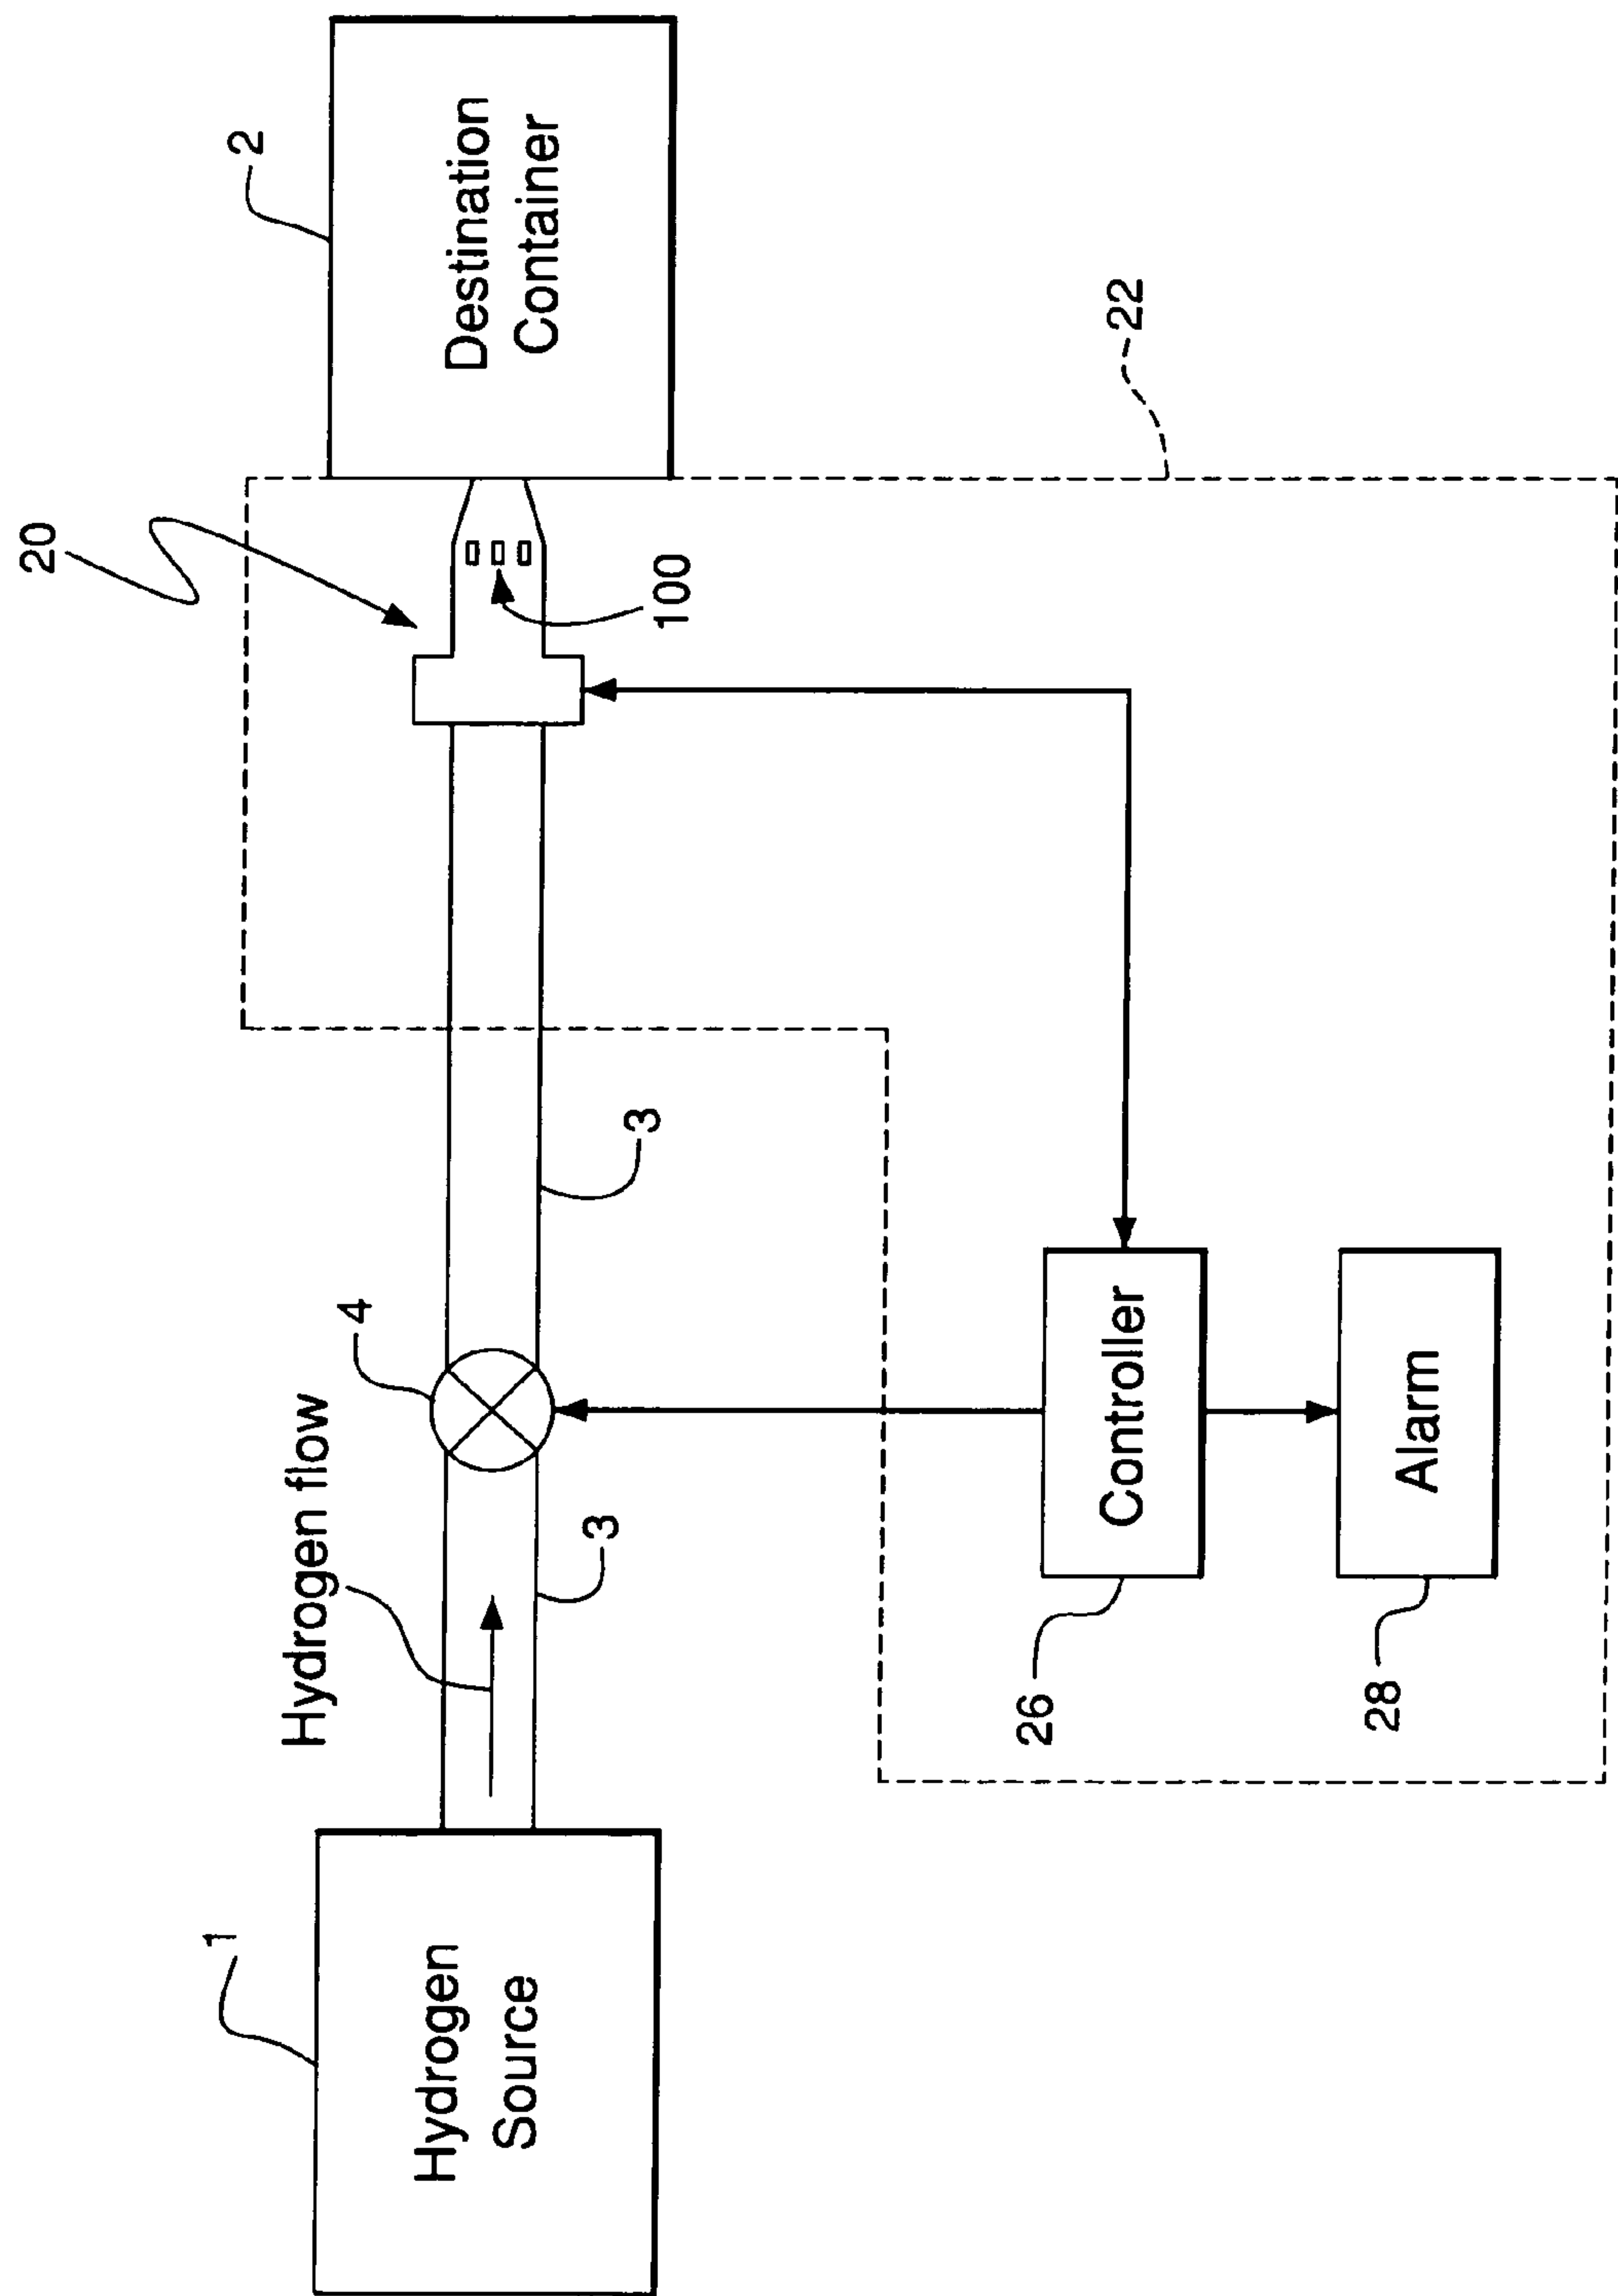 20
2
Destination
Container
100
22
Hydrogen flow
4
3
3
1
Hydrogen
Source
26
Controller
28
Alarm